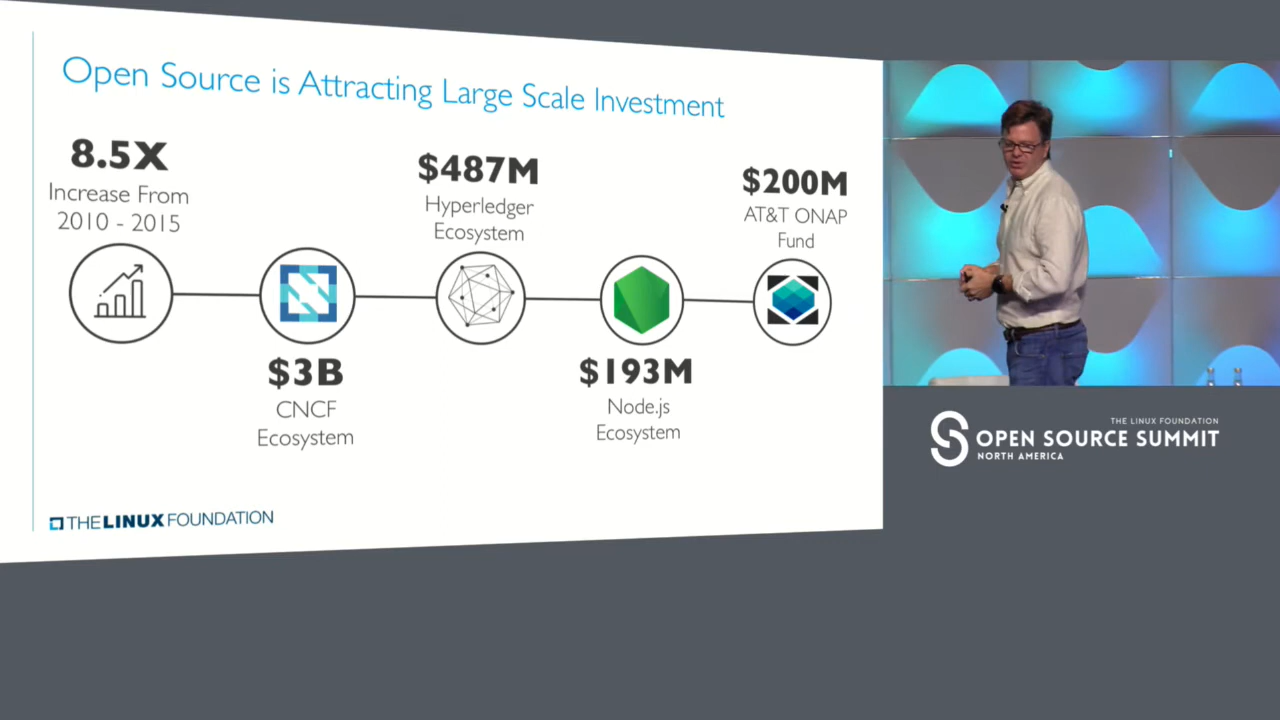 Open Source is Attracting Large Scale Investment
8.5X
Increase From
2010 - 2015
$3B
CNCF
Ecosystem
$487M
Hyperledger
Ecosystem
$193M
Node.js
Ecosystem
$200M
AT&T ONAP
Fund
THE LINUX FOUNDATION
THE LINUX FOUNDATION
OPEN SOURCE SUMMIT
NORTH AMERICA